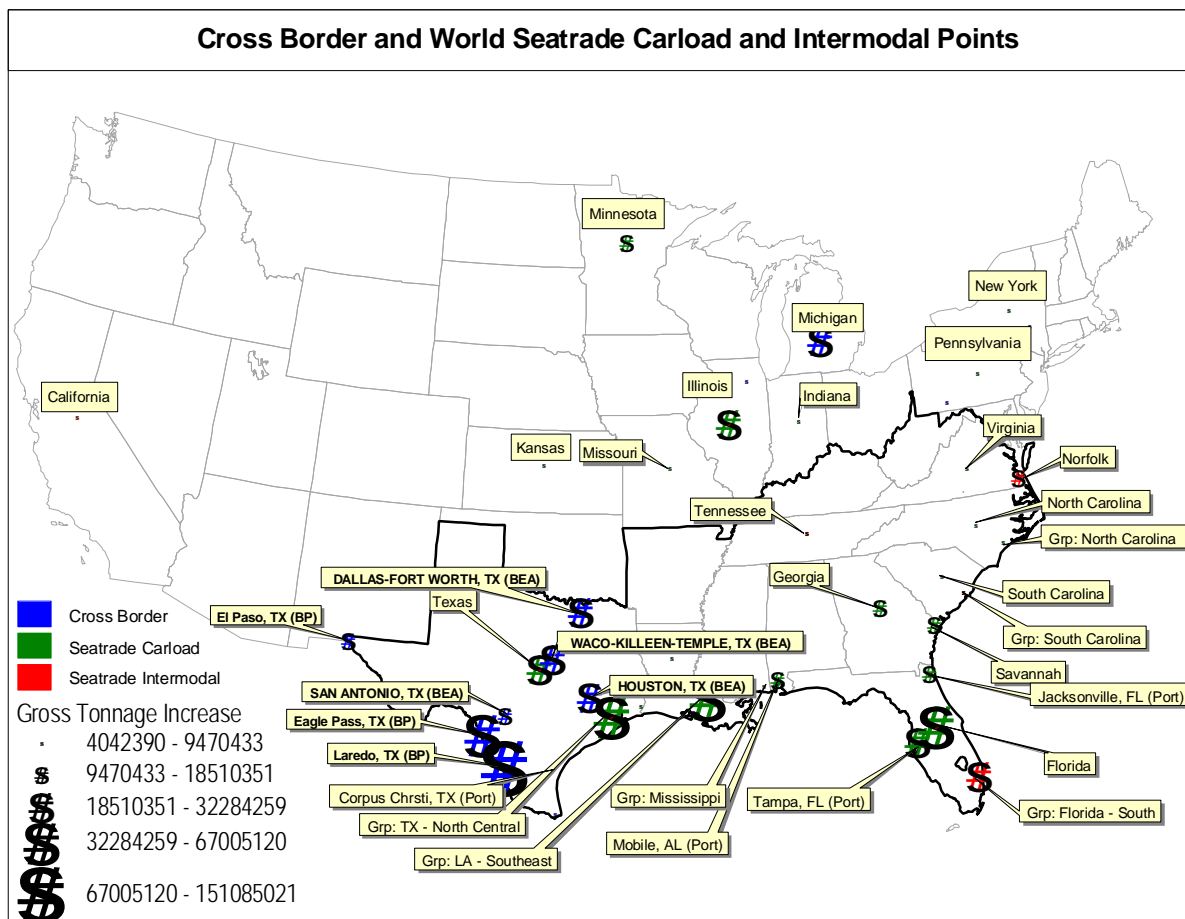 Cross Border and World Seatrade Carload and Intermodal Points
Minnesota
New York
Michigan
Pennsylvania
Illinois
California
Indiana
Virginia
Kansas
Missouri
Norfolk
North Carolina
Tennessee
Grp: North Carolina
DALLAS-FORT WORTH, TX (BEA)
Georgia
Texas
South Carolina
El Paso, TX (BP)
Grp: South Carolina
WACO-KILLEEN-TEMPLE, TX (BEA)
Savannah
SAN ANTONIO, TX (BEA)
HOUSTON, TX (BEA)
Jacksonville, FL (Port)
Eagle Pass, TX (BP)
Laredo, TX (BP)
Florida
Corpus Chrsti, TX (Port)
Grp: Mississippi
Tampa, FL (Port)
Grp: Florida - South
Grp: TX - North Central
Mobile, AL (Port)
Grp: LA - Southeast
Cross Border
Seatrade Carload
Seatrade Intermodal
Gross Tonnage Increase
4042390 - 9470433
9470433 - 18510351
18510351 - 32284259
32284259 - 67005120
67005120 - 151085021